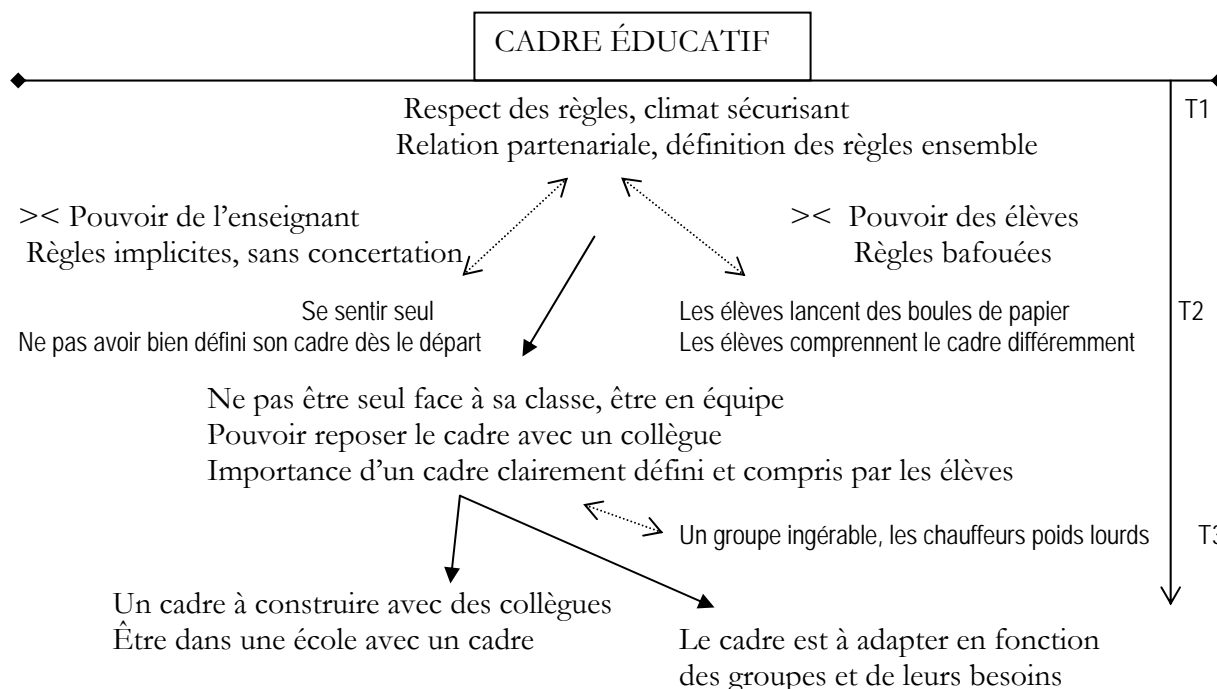 CADRE ÉDUCATIF
Respect des règles, climat sécurisant
T1
Relation partenariale, définition des règles ensemble
>< Pouvoir de l'enseignant
Règles implicites, sans concertation
>< Pouvoir des élèves
Règles bafouées
Se sentir seul
Ne pas avoir bien défini son cadre dès le départ
Les élèves lancent des boules de papier
Les élèves comprennent le cadre différemment
T2
Ne pas être seul face à sa classe, être en équipe
Pouvoir reposer le cadre avec un collègue
Importance d'un cadre clairement défini et compris par les élèves
Un groupe ingérable, les chauffeurs poids lourds
T3
Un cadre à construire avec des collègues
Être dans une école avec un cadre
Le cadre est à adapter en fonction
des groupes et de leurs besoins